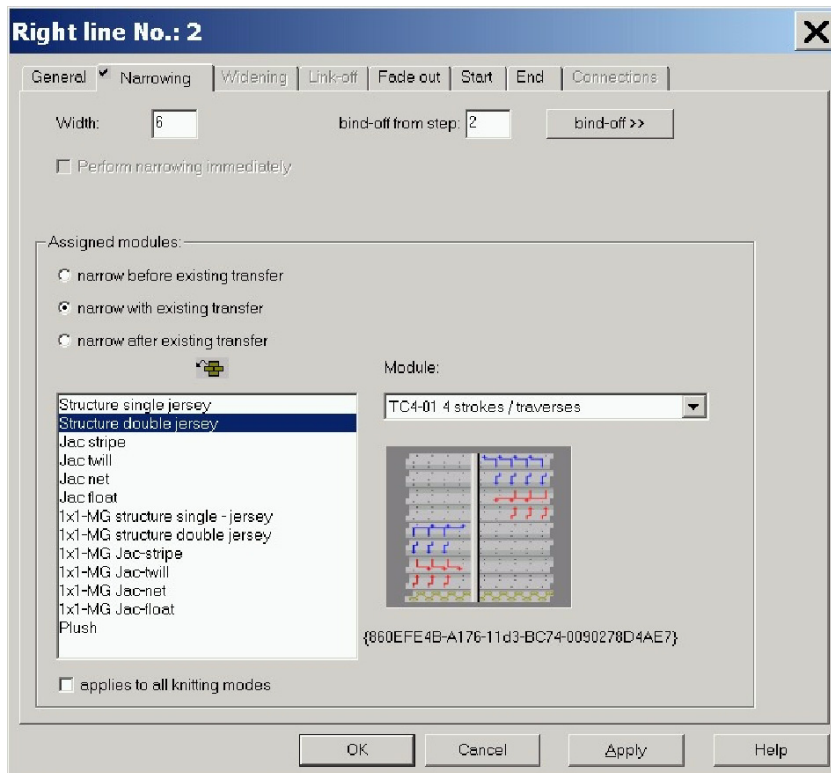 Right line No.: 2
General Narrowing Widening Link-off Fade out Start End Connections
Width: 6 bind-off from step: 2 bind-off >>
Perform narrowing immediately
Assigned modules:
narrow before existing transfer
narrow with existing transfer
narrow after existing transfer
Module:
TC4-01 4 strokes / traverses
Structure single jersey
Structure double jersey
Jac stripe
Jac twill
Jac net
Jac float
1x1-MG structure single - jersey
1x1-MG structure double jersey
1x1-MG Jac-stripe
1x1-MG Jac-twill
1x1-MG Jac-net
1x1-MG Jac-float
Plush
{860EFE4B-A176-11d3-BC74-0090278D4AE7}
applies to all knitting modes
OK Cancel Apply Help